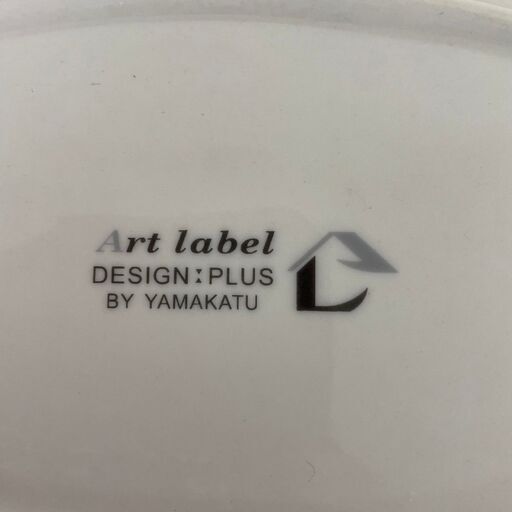 Art label
DESIGN:PLUS
BY YAMAKATU